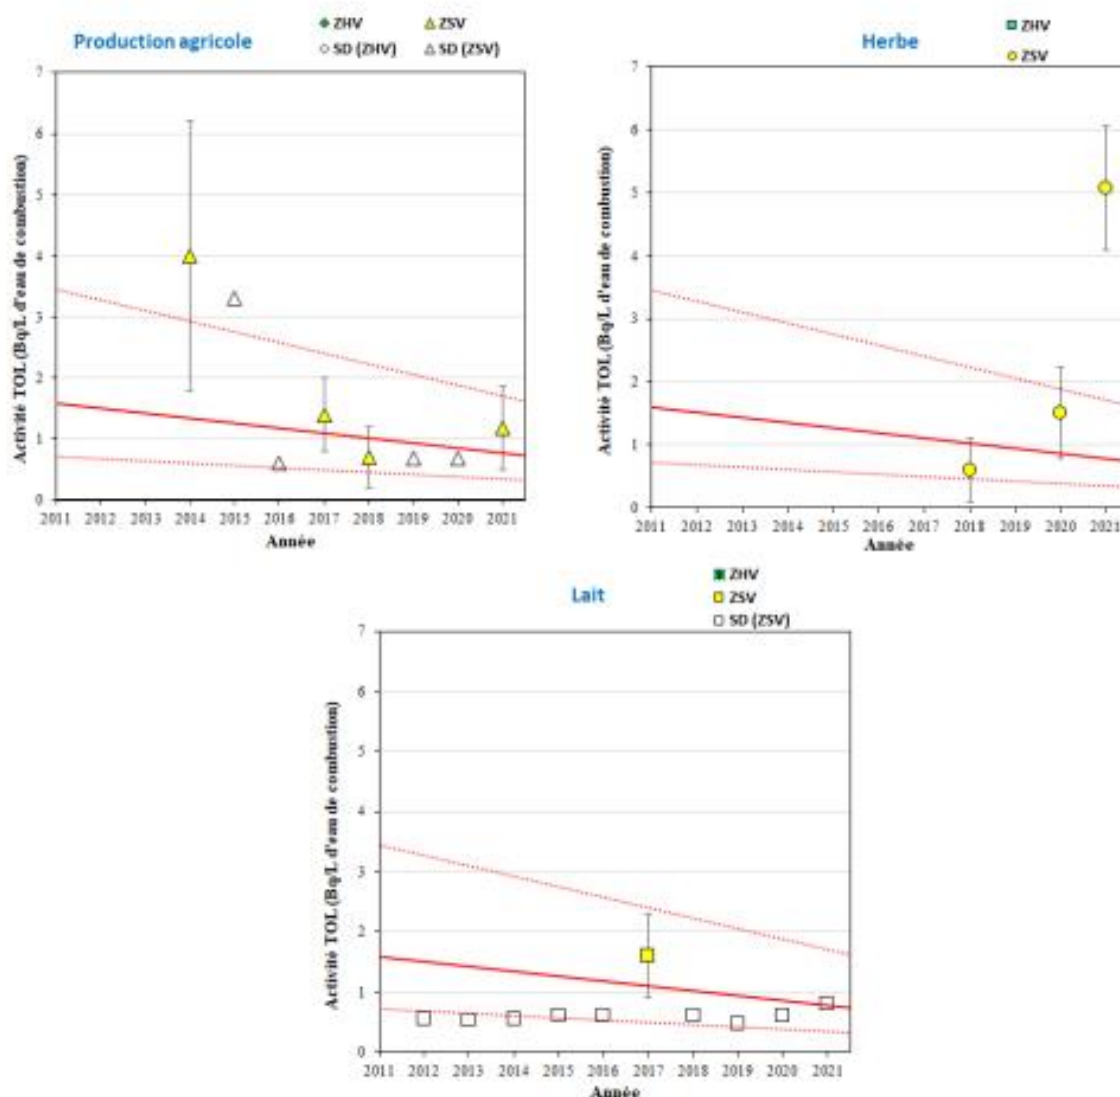 Production agricole
ZHV
ZSV
SD (ZHV)
SD (ZSV)
Activité TOL (Bq/L d'eau de combustion)
7
6
5
4
3
2
1
0
2011 2012 2013 2014 2015 2016 2017 2018 2019 2020 2021
Année
Herbe
ZHV
ZSV
Activité TOL (Bq/L d'eau de combustion)
7
6
5
4
3
2
1
0
2011 2012 2013 2014 2015 2016 2017 2018 2019 2020 2021
Année
Lait
ZHV
ZSV
SD (ZSV)
Activité TOL (Bq/L d'eau de combustion)
7
6
5
4
3
2
1
0
2011 2012 2013 2014 2015 2016 2017 2018 2019 2020 2021
Année